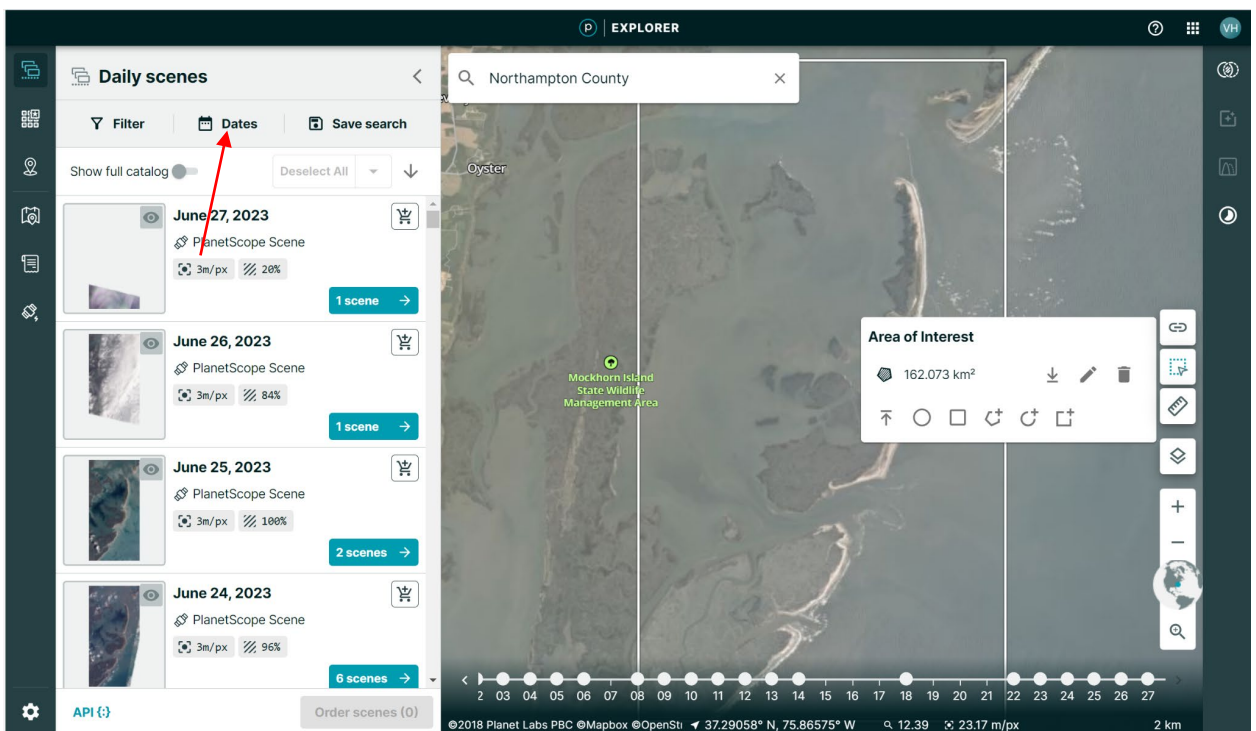 p | EXPLORER
VH
Daily scenes
Filter
Dates
Save search
Show full catalog
Deselect All
June 27, 2023
PlanetScope Scene
3m/px 20%
1 scene →
June 26, 2023
PlanetScope Scene
3m/px 84%
1 scene →
June 25, 2023
PlanetScope Scene
3m/px 100%
2 scenes →
June 24, 2023
PlanetScope Scene
3m/px 96%
6 scenes →
API {:}
Order scenes (0)
Northampton County
Oyster
Mockhorn Island
State Wildlife
Management Area
Area of Interest
162.073 km²
2 03 04 05 06 07 08 09 10 11 12 13 14 15 16 17 18 19 20 21 22 23 24 25 26 27
©2018 Planet Labs PBC ©Mapbox ©OpenStr 37.29058° N, 75.86575° W 12.39 23.17 m/px 2 km